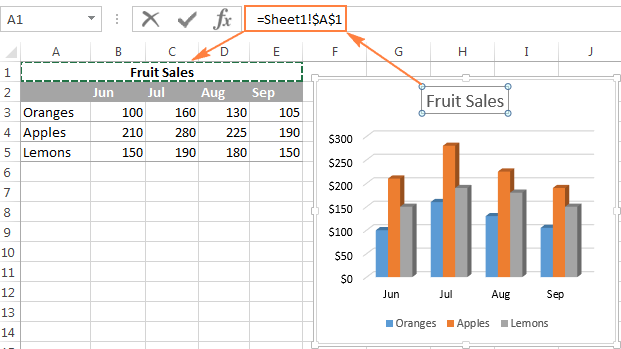 A1 fx =Sheet1!$A$1
A B C D E F G H I J
1 Fruit Sales
2 Jun Jul Aug Sep
3 Oranges 100 160 130 105
4 Apples 210 280 225 190
5 Lemons 150 190 180 150
6
7
8
9
10
11
12
13
14
Fruit Sales
$300
$250
$200
$150
$100
$50
$0
Jun Jul Aug Sep
Oranges Apples Lemons